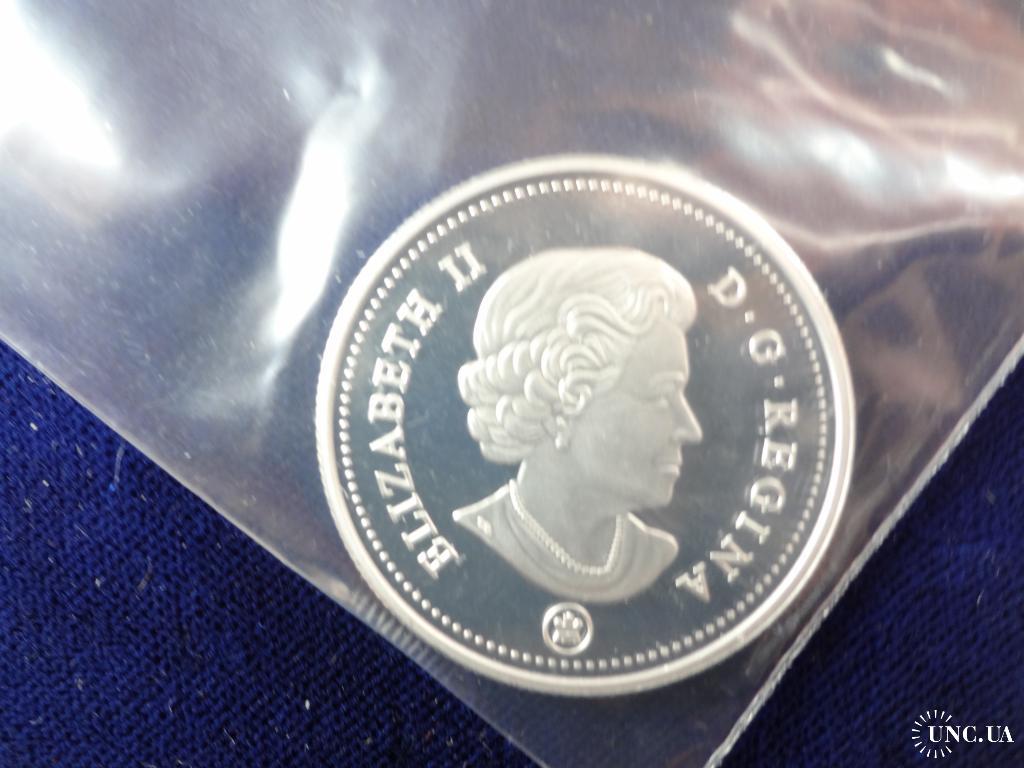 ELIZABETH II
D·G·REGINA
UNC.UA